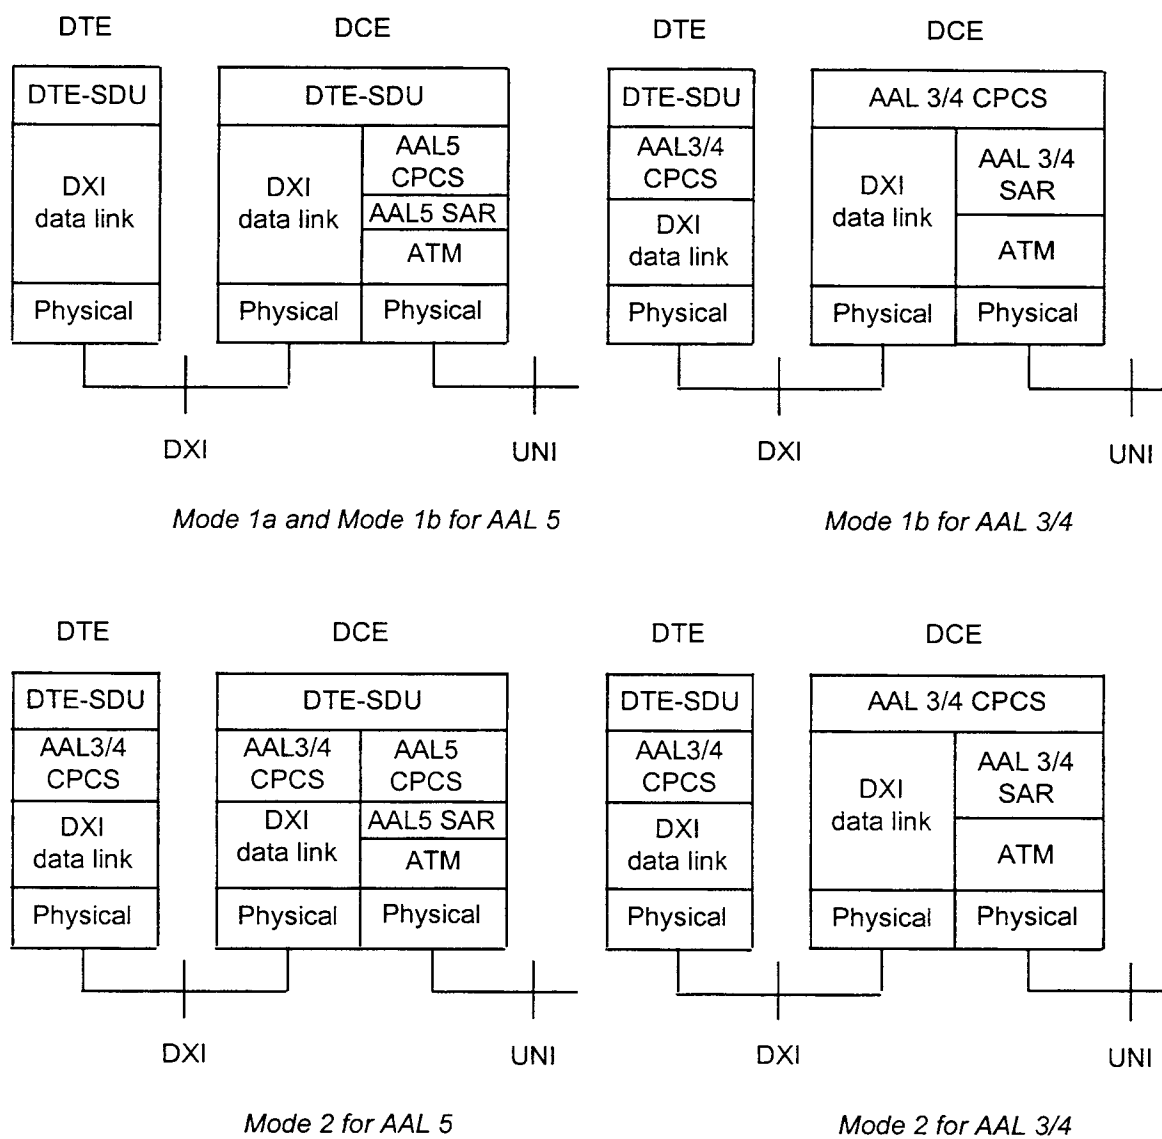 DTE
DCE
DTE-SDU
DXI
data link
Physical
DTE-SDU
DXI
data link
Physical
AAL5
CPCS
AAL5 SAR
ATM
Physical
DXI
UNI
Mode 1a and Mode 1b for AAL 5
DTE
DCE
DTE-SDU
AAL3/4
CPCS
DXI
data link
Physical
AAL 3/4 CPCS
DXI
data link
Physical
AAL 3/4
SAR
ATM
Physical
DXI
UNI
Mode 1b for AAL 3/4
DTE
DCE
DTE-SDU
AAL3/4
CPCS
DXI
data link
Physical
DTE-SDU
AAL3/4
CPCS
DXI
data link
Physical
AAL5
CPCS
AAL5 SAR
ATM
Physical
DXI
UNI
Mode 2 for AAL 5
DTE
DCE
DTE-SDU
AAL3/4
CPCS
DXI
data link
Physical
AAL 3/4 CPCS
DXI
data link
Physical
AAL 3/4
SAR
ATM
Physical
DXI
UNI
Mode 2 for AAL 3/4